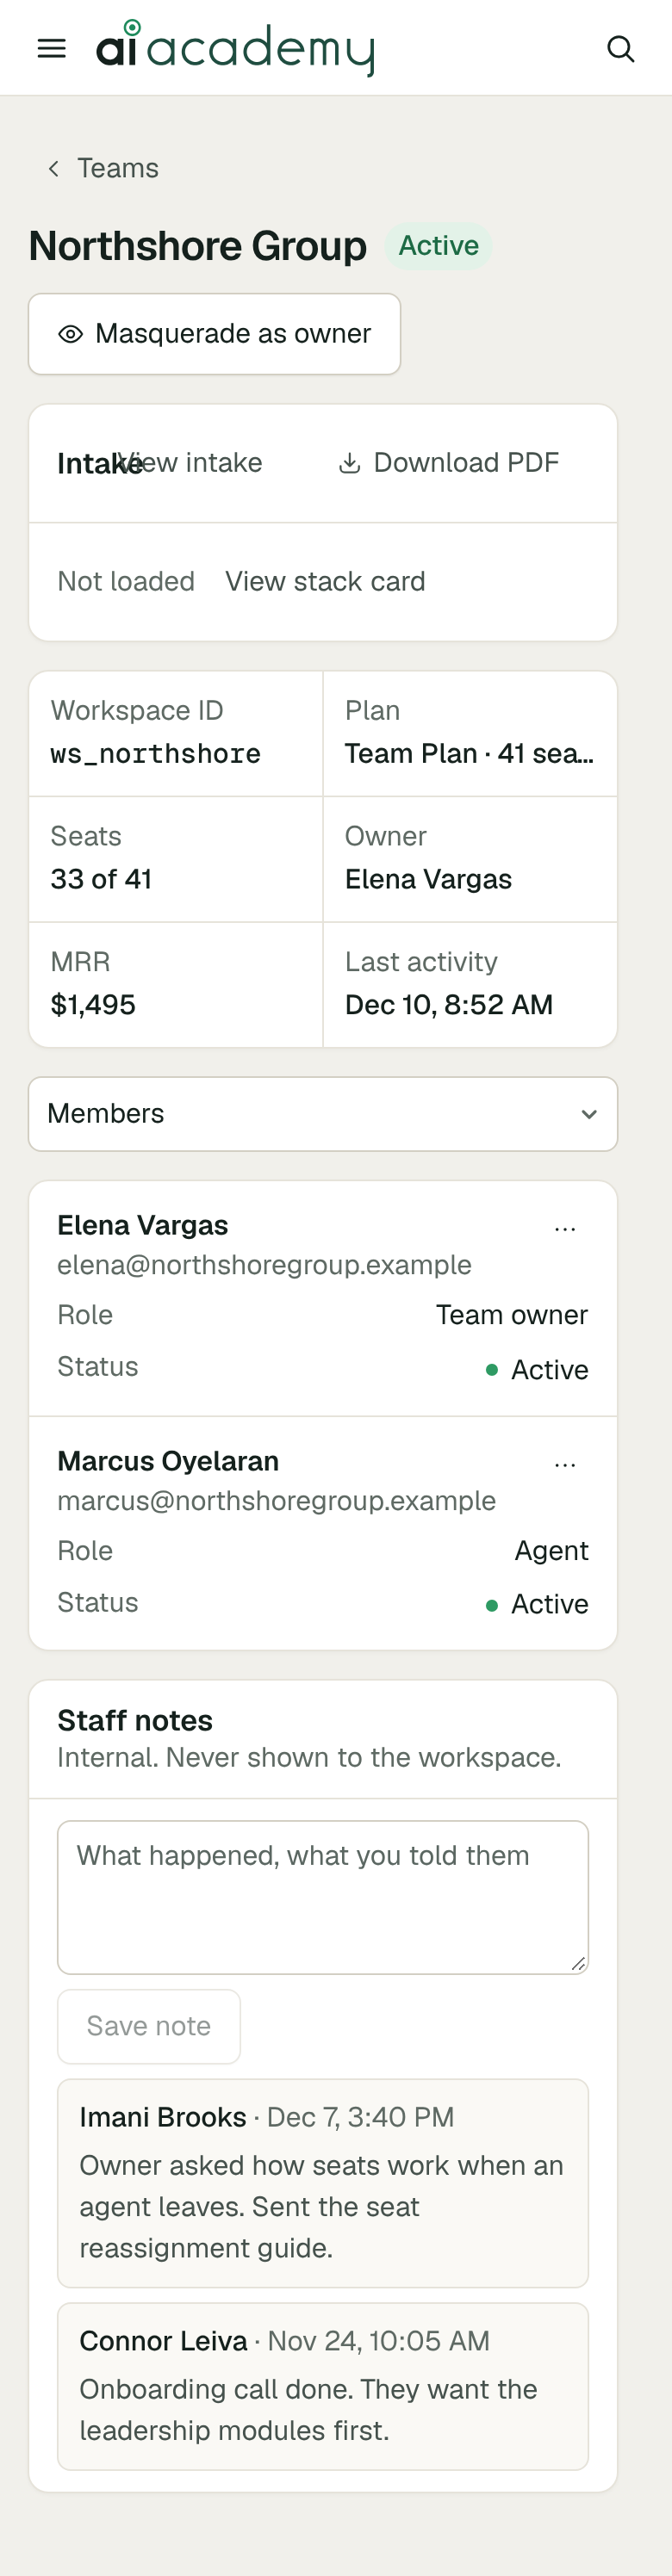 ai academy
Teams
Northshore Group Active
Masquerade as owner
Intake View intake Download PDF
Not loaded View stack card
Workspace ID Plan
ws_northshore Team Plan · 41 sea...
Seats Owner
33 of 41 Elena Vargas
MRR Last activity
$1,495 Dec 10, 8:52 AM
Members
Elena Vargas ...
elena@northshoregroup.example
Role Team owner
Status Active
Marcus Oyelaran ...
marcus@northshoregroup.example
Role Agent
Status Active
Staff notes
Internal. Never shown to the workspace.
What happened, what you told them
Save note
Imani Brooks · Dec 7, 3:40 PM
Owner asked how seats work when an
agent leaves. Sent the seat
reassignment guide.
Connor Leiva · Nov 24, 10:05 AM
Onboarding call done. They want the
leadership modules first.